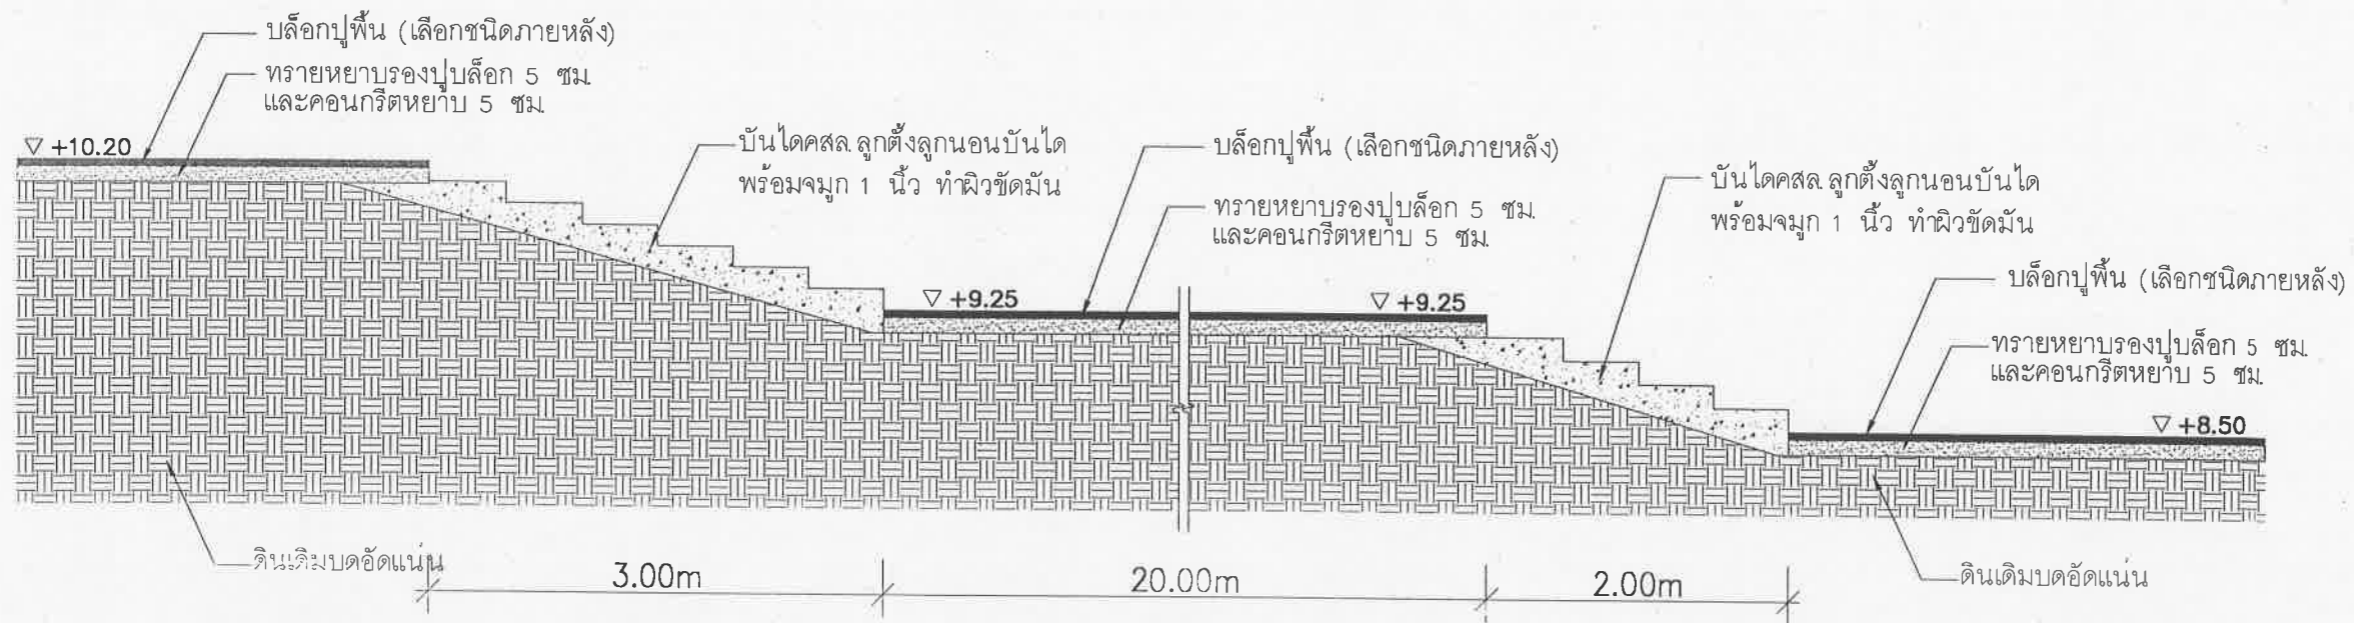 บล็อกปูพื้น (เลือกชนิดภายหลัง)
ทรายหยาบรองปูบล็อก 5 ซม.
และคอนกรีตหยาบ 5 ซม.
+10.20
บันไดคสล.ลูกตั้งลูกนอนบันได
พร้อมจมูก 1 นิ้ว ทำผิวขัดมัน
บล็อกปูพื้น (เลือกชนิดภายหลัง)
ทรายหยาบรองปูบล็อก 5 ซม.
และคอนกรีตหยาบ 5 ซม.
บันไดคสล.ลูกตั้งลูกนอนบันได
พร้อมจมูก 1 นิ้ว ทำผิวขัดมัน
บล็อกปูพื้น (เลือกชนิดภายหลัง)
ทรายหยาบรองปูบล็อก 5 ซม.
และคอนกรีตหยาบ 5 ซม.
+9.25
+9.25
+8.50
ดินเดิมบดอัดแน่น
3.00m
20.00m
2.00m
ดินเดิมบดอัดแน่น